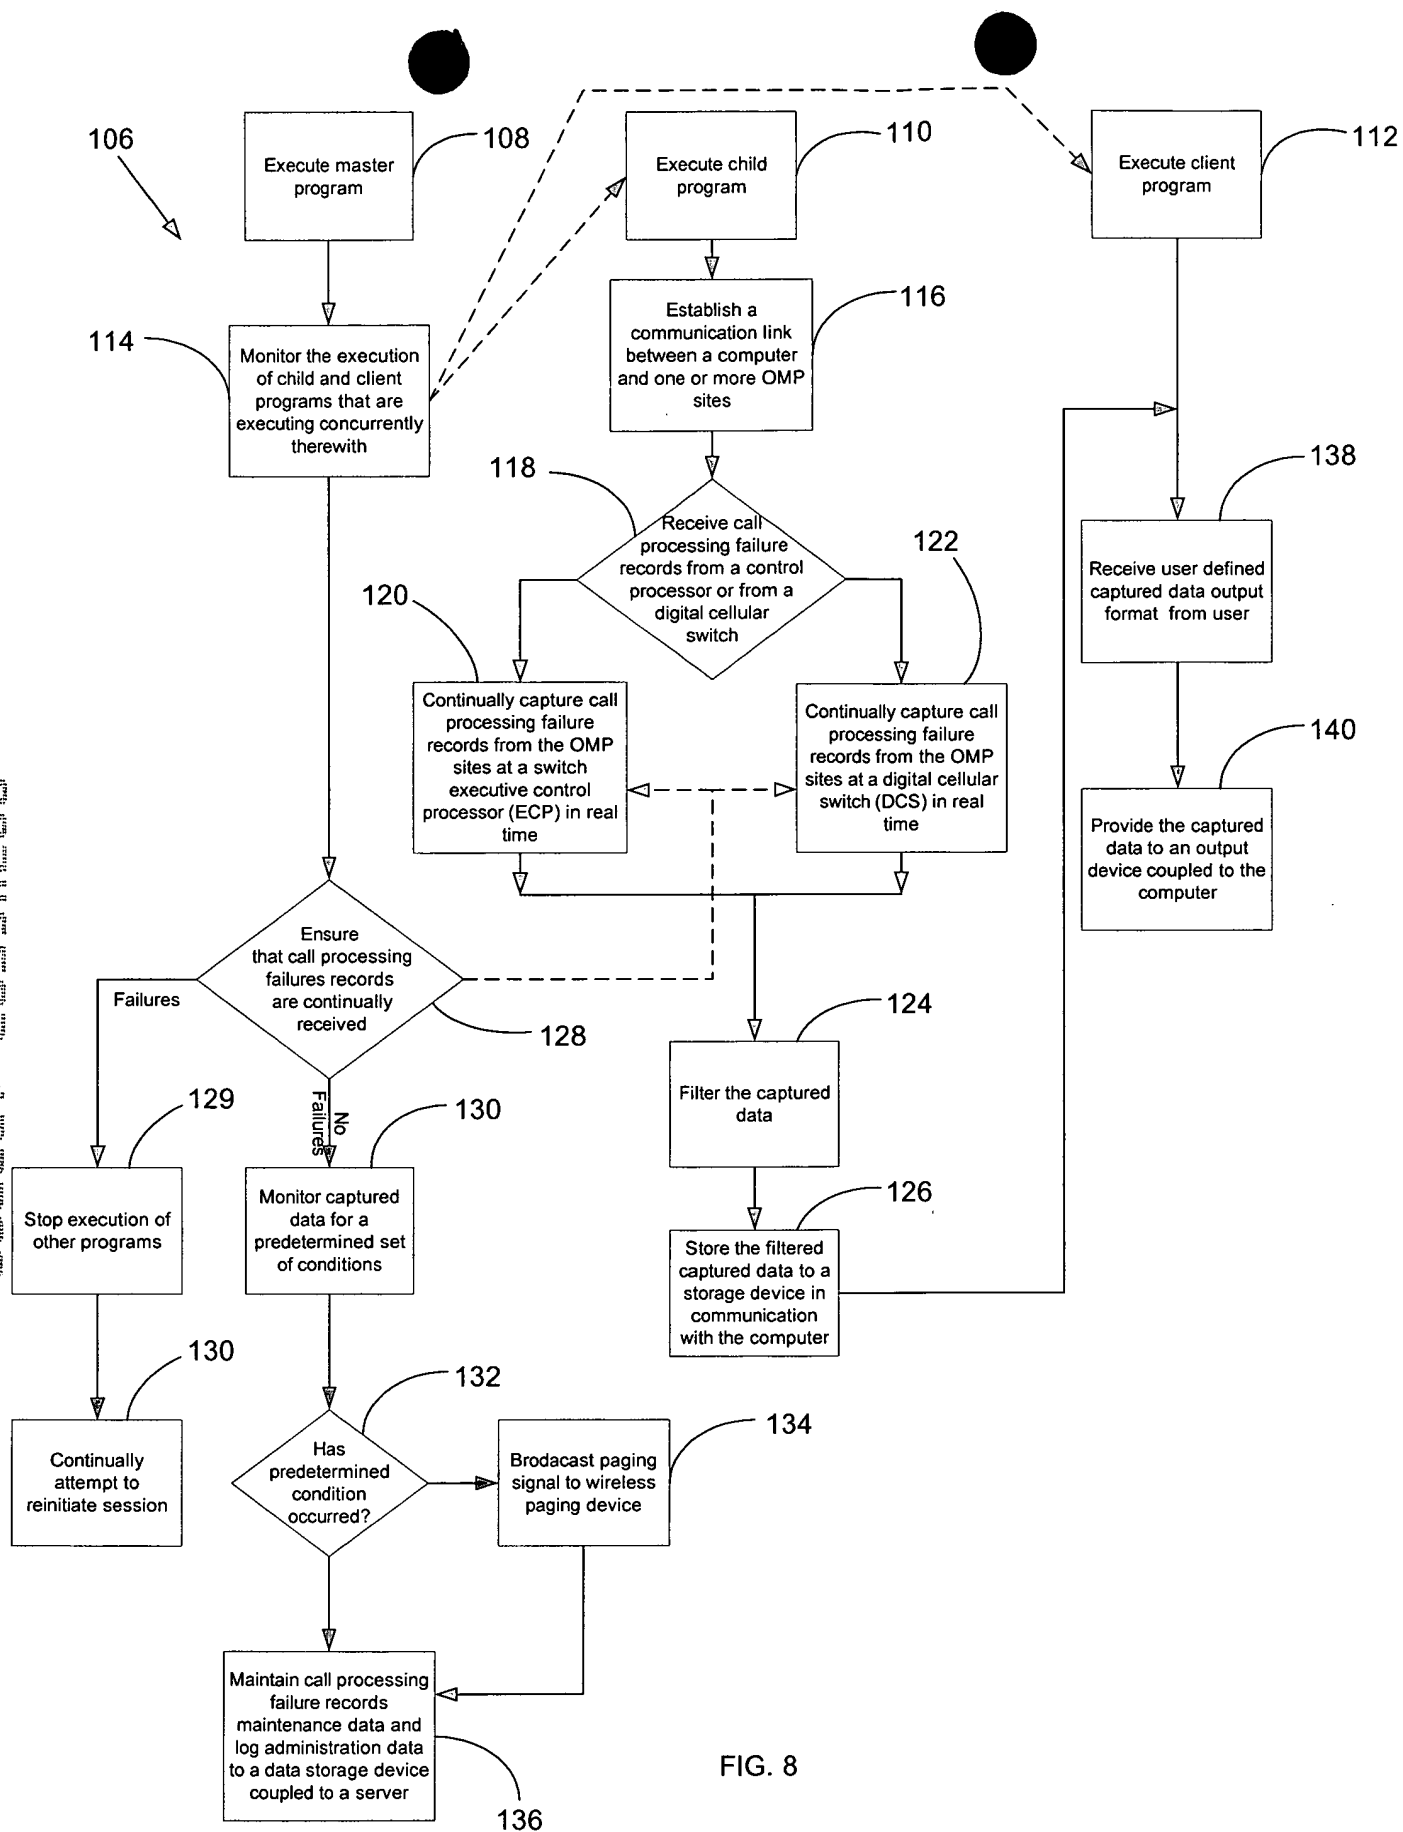 106
Execute master
program
108
Execute child
program
110
Execute client
program
112
114
Monitor the execution
of child and client
programs that are
executing concurrently
therewith
Establish a
communication link
between a computer
and one or more OMP
sites
116
118
Receive call
processing failure
records from a control
processor or from a
digital cellular
switch
120
Continually capture call
processing failure
records from the OMP
sites at a switch
executive control
processor (ECP) in real
time
122
Continually capture call
processing failure
records from the OMP
sites at a digital cellular
switch (DCS) in real
time
138
Receive user defined
captured data output
format from user
140
Provide the captured
data to an output
device coupled to the
computer
Ensure
that call processing
failures records
are continually
received
128
Failures
No
Failures
124
Filter the captured
data
126
Store the filtered
captured data to a
storage device in
communication
with the computer
129
Stop execution of
other programs
130
Monitor captured
data for a
predetermined set
of conditions
130
Continually
attempt to
reinitiate session
132
Has
predetermined
condition
occurred?
134
Brodacast paging
signal to wireless
paging device
Maintain call processing
failure records
maintenance data and
log administration data
to a data storage device
coupled to a server
136
FIG. 8